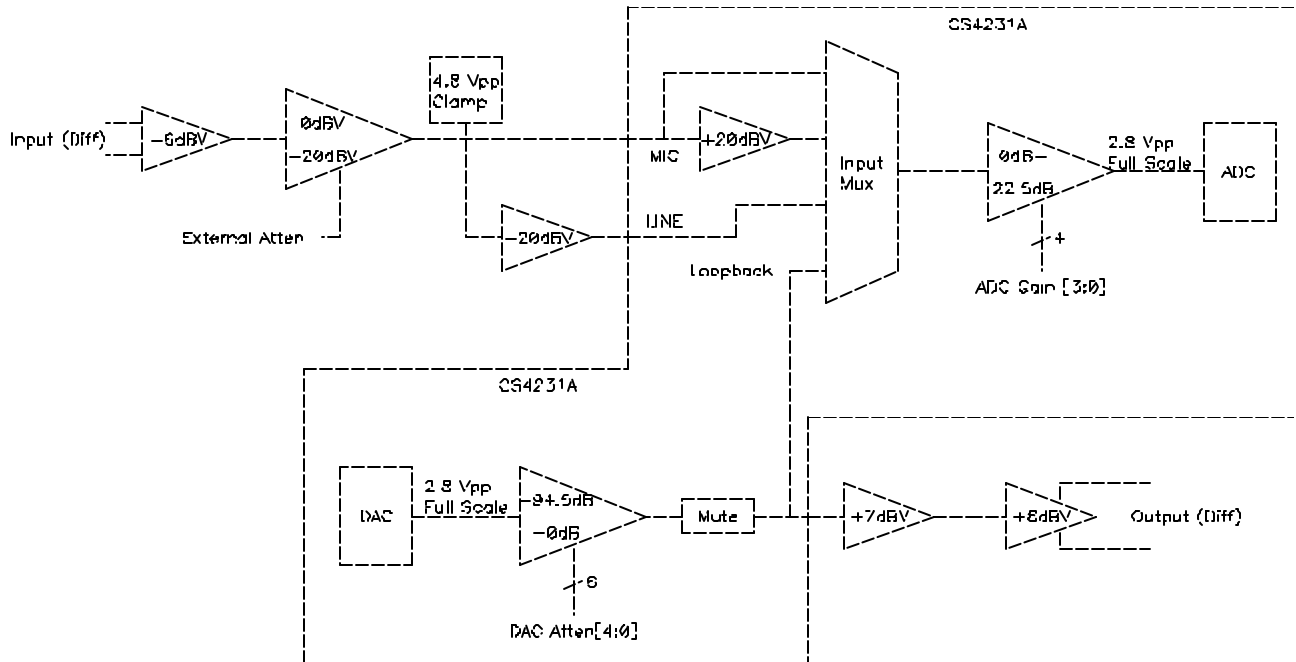 CS4231A
4.8 Vpp
Clamp
0dBV
Input (Diff)
-6dBV
-20dBV
MIC
+20dBV
Input
Mux
0dB-
22.5dB
2.8 Vpp
Full Scale
ADC
External Atten
-20dBV
LINE
4
Loopback
ADC Gain [3:0]
CS4231A
2.8 Vpp
Full Scale
DAC
-94.5dB
-0dB
Mute
+7dBV
+8dBV
Output (Diff)
6
DAC Atten[4:0]